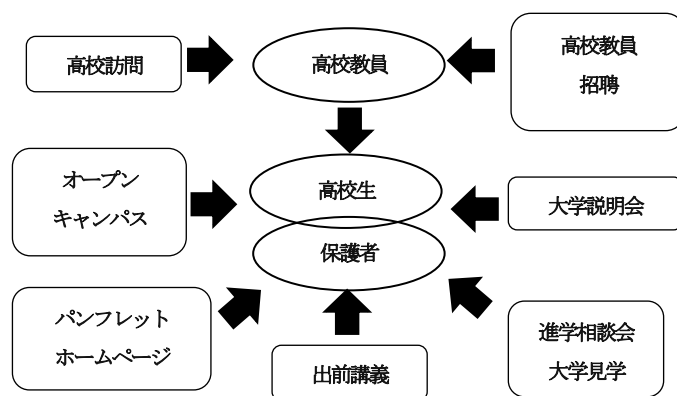 高校訪問
高校教員
高校教員
招聘
オープン
キャンパス
高校生
大学説明会
保護者
パンフレット
ホームページ
出前講義
進学相談会
大学見学